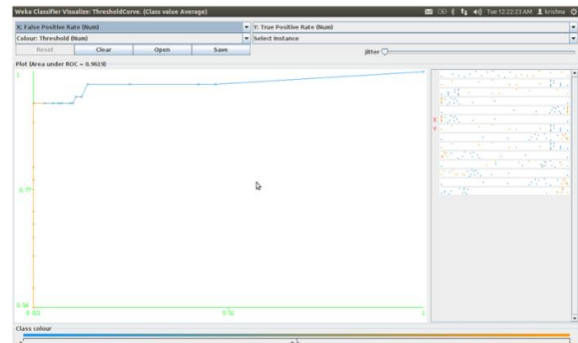 Weka Classifier Visualize: ThresholdCurve. (Class value Average)
Tue 12:22:23 AM krishna
X: False Positive Rate (Num)
Y: True Positive Rate (Num)
Colour: Threshold (Num)
Select Instance
Reset Clear Open Save
Jitter
Plot (Area under ROC = 0.9619)
1
X
Y
0.77
0.54
0
0.52
1
Class colour